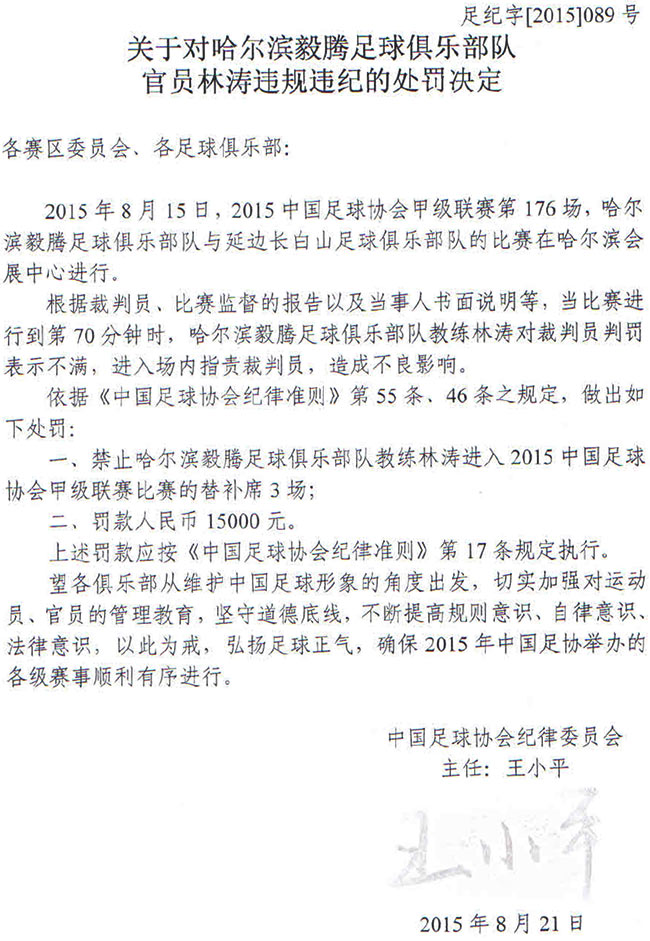 足纪字[2015]089 号
关于对哈尔滨毅腾足球俱乐部队
官员林涛违规违纪的处罚决定
各赛区委员会、各足球俱乐部：
2015 年 8 月 15 日，2015 中国足球协会甲级联赛第 176 场，哈尔
滨毅腾足球俱乐部队与延边长白山足球俱乐部队的比赛在哈尔滨会
展中心进行。
根据裁判员、比赛监督的报告以及当事人书面说明等，当比赛进
行到第 70 分钟时，哈尔滨毅腾足球俱乐部队教练林涛对裁判员判罚
表示不满，进入场内指责裁判员，造成不良影响。
依据《中国足球协会纪律准则》第 55 条、46 条之规定，做出如
下处罚：
一、禁止哈尔滨毅腾足球俱乐部队教练林涛进入 2015 中国足球
协会甲级联赛比赛的替补席 3 场；
二、罚款人民币 15000 元。
上述罚款应按《中国足球协会纪律准则》第 17 条规定执行。
望各俱乐部从维护中国足球形象的角度出发，切实加强对运动
员、官员的管理教育，坚守道德底线，不断提高规则意识、自律意识、
法律意识，以此为戒，弘扬足球正气，确保 2015 年中国足协举办的
各级赛事顺利有序进行。
中国足球协会纪律委员会
主任：王小平
王小平
2015 年 8 月 21 日